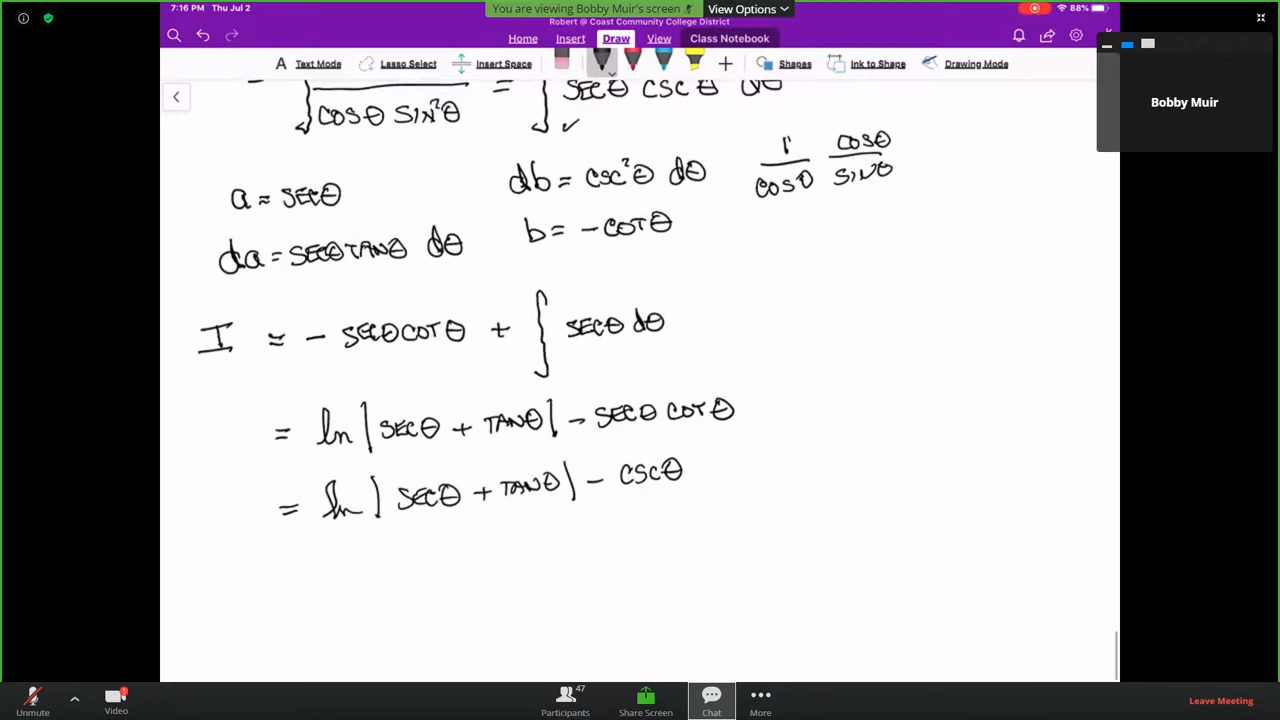 7:16 PM Thu Jul 2
You are viewing Bobby Muir's screen
View Options
88%
Robert @ Coast Community College District
Home Insert Draw View Class Notebook
Text Mode Lasso Select Insert Space Shapes Ink to Shape Drawing Mode
Bobby Muir
∫ / COSθ SIN²θ = ∫ SECθ CSC²θ dθ
a = SECθ db = CSC²θ dθ 1/COSθ COSθ/SINθ
da = SECθTANθ dθ b = -COTθ
I = - SECθCOTθ + ∫ SECθ dθ
= ln|SECθ + TANθ| - SECθ COTθ
= ln|SECθ + TANθ| - CSCθ
47
Unmute Video Participants Share Screen Chat More Leave Meeting